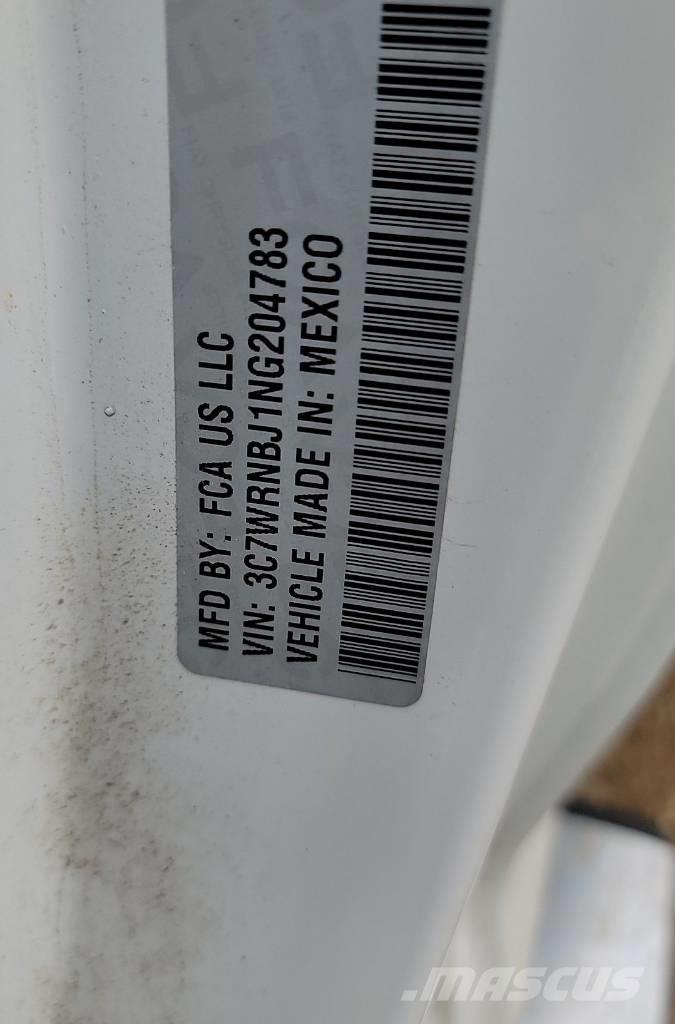 MFD BY: FCA US LLC
VIN: 3C7WRNBJ1NG204783
VEHICLE MADE IN: MEXICO
MASCUS